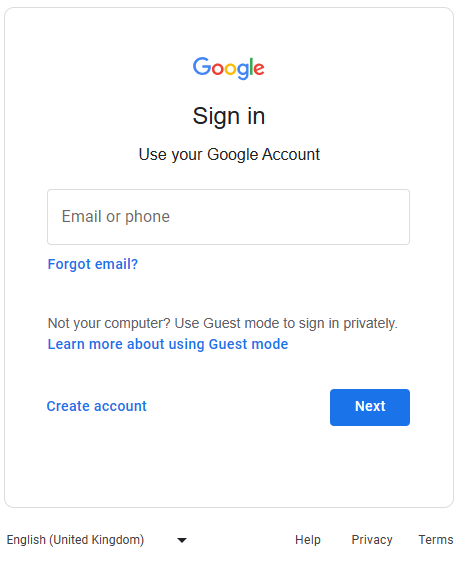 Google
Sign in
Use your Google Account
Email or phone
Forgot email?
Not your computer? Use Guest mode to sign in privately.
Learn more about using Guest mode
Create account
Next
English (United Kingdom)
Help
Privacy
Terms